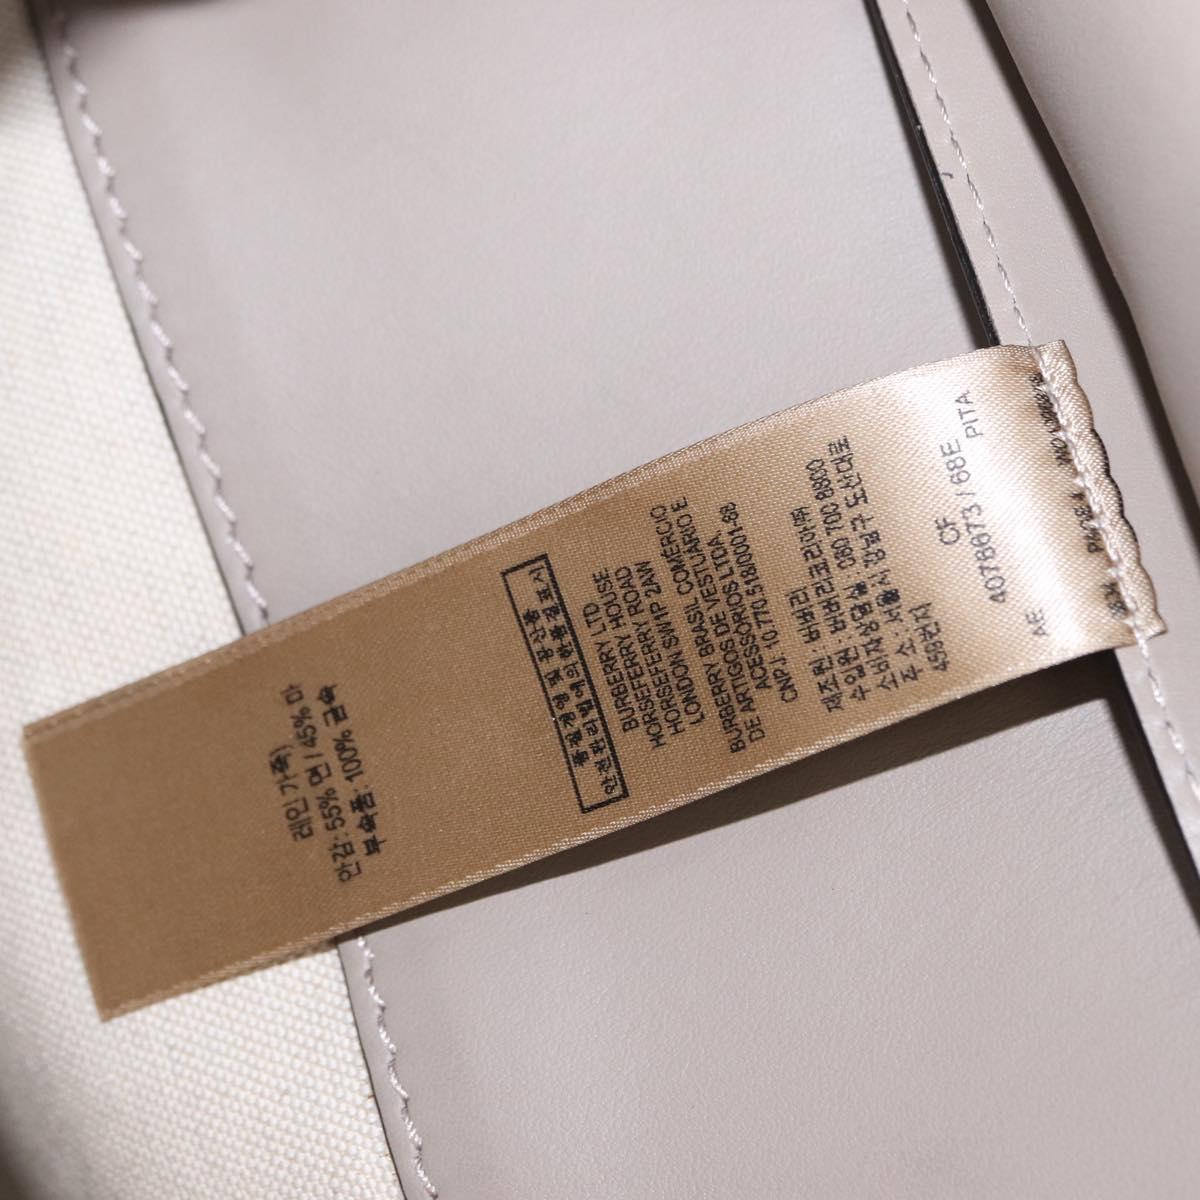 레인 가죽)
안감: 55% 면 / 45% 마
부속품: 100% 금속
품질경영 및 공산품
안전관리법에의한품질표시
BURBERRY LTD
HORSEFERRY HOUSE
HORSEFERRY ROAD
LONDON SW1P 2AW
BURBERRY BRASIL COMERCIO
DE ARTIGOS DE VESTUARIO E
ACESSORIOS LTDA.
CNPJ 10.770.518/0001-68
제조원 : 버버리
수입원 : 버버리코리아㈜
소비자상담실 : 080 700 8800
주 소 : 서울시강남구 도산대로
459번지
CF
4078673 / 68E
AE PITA